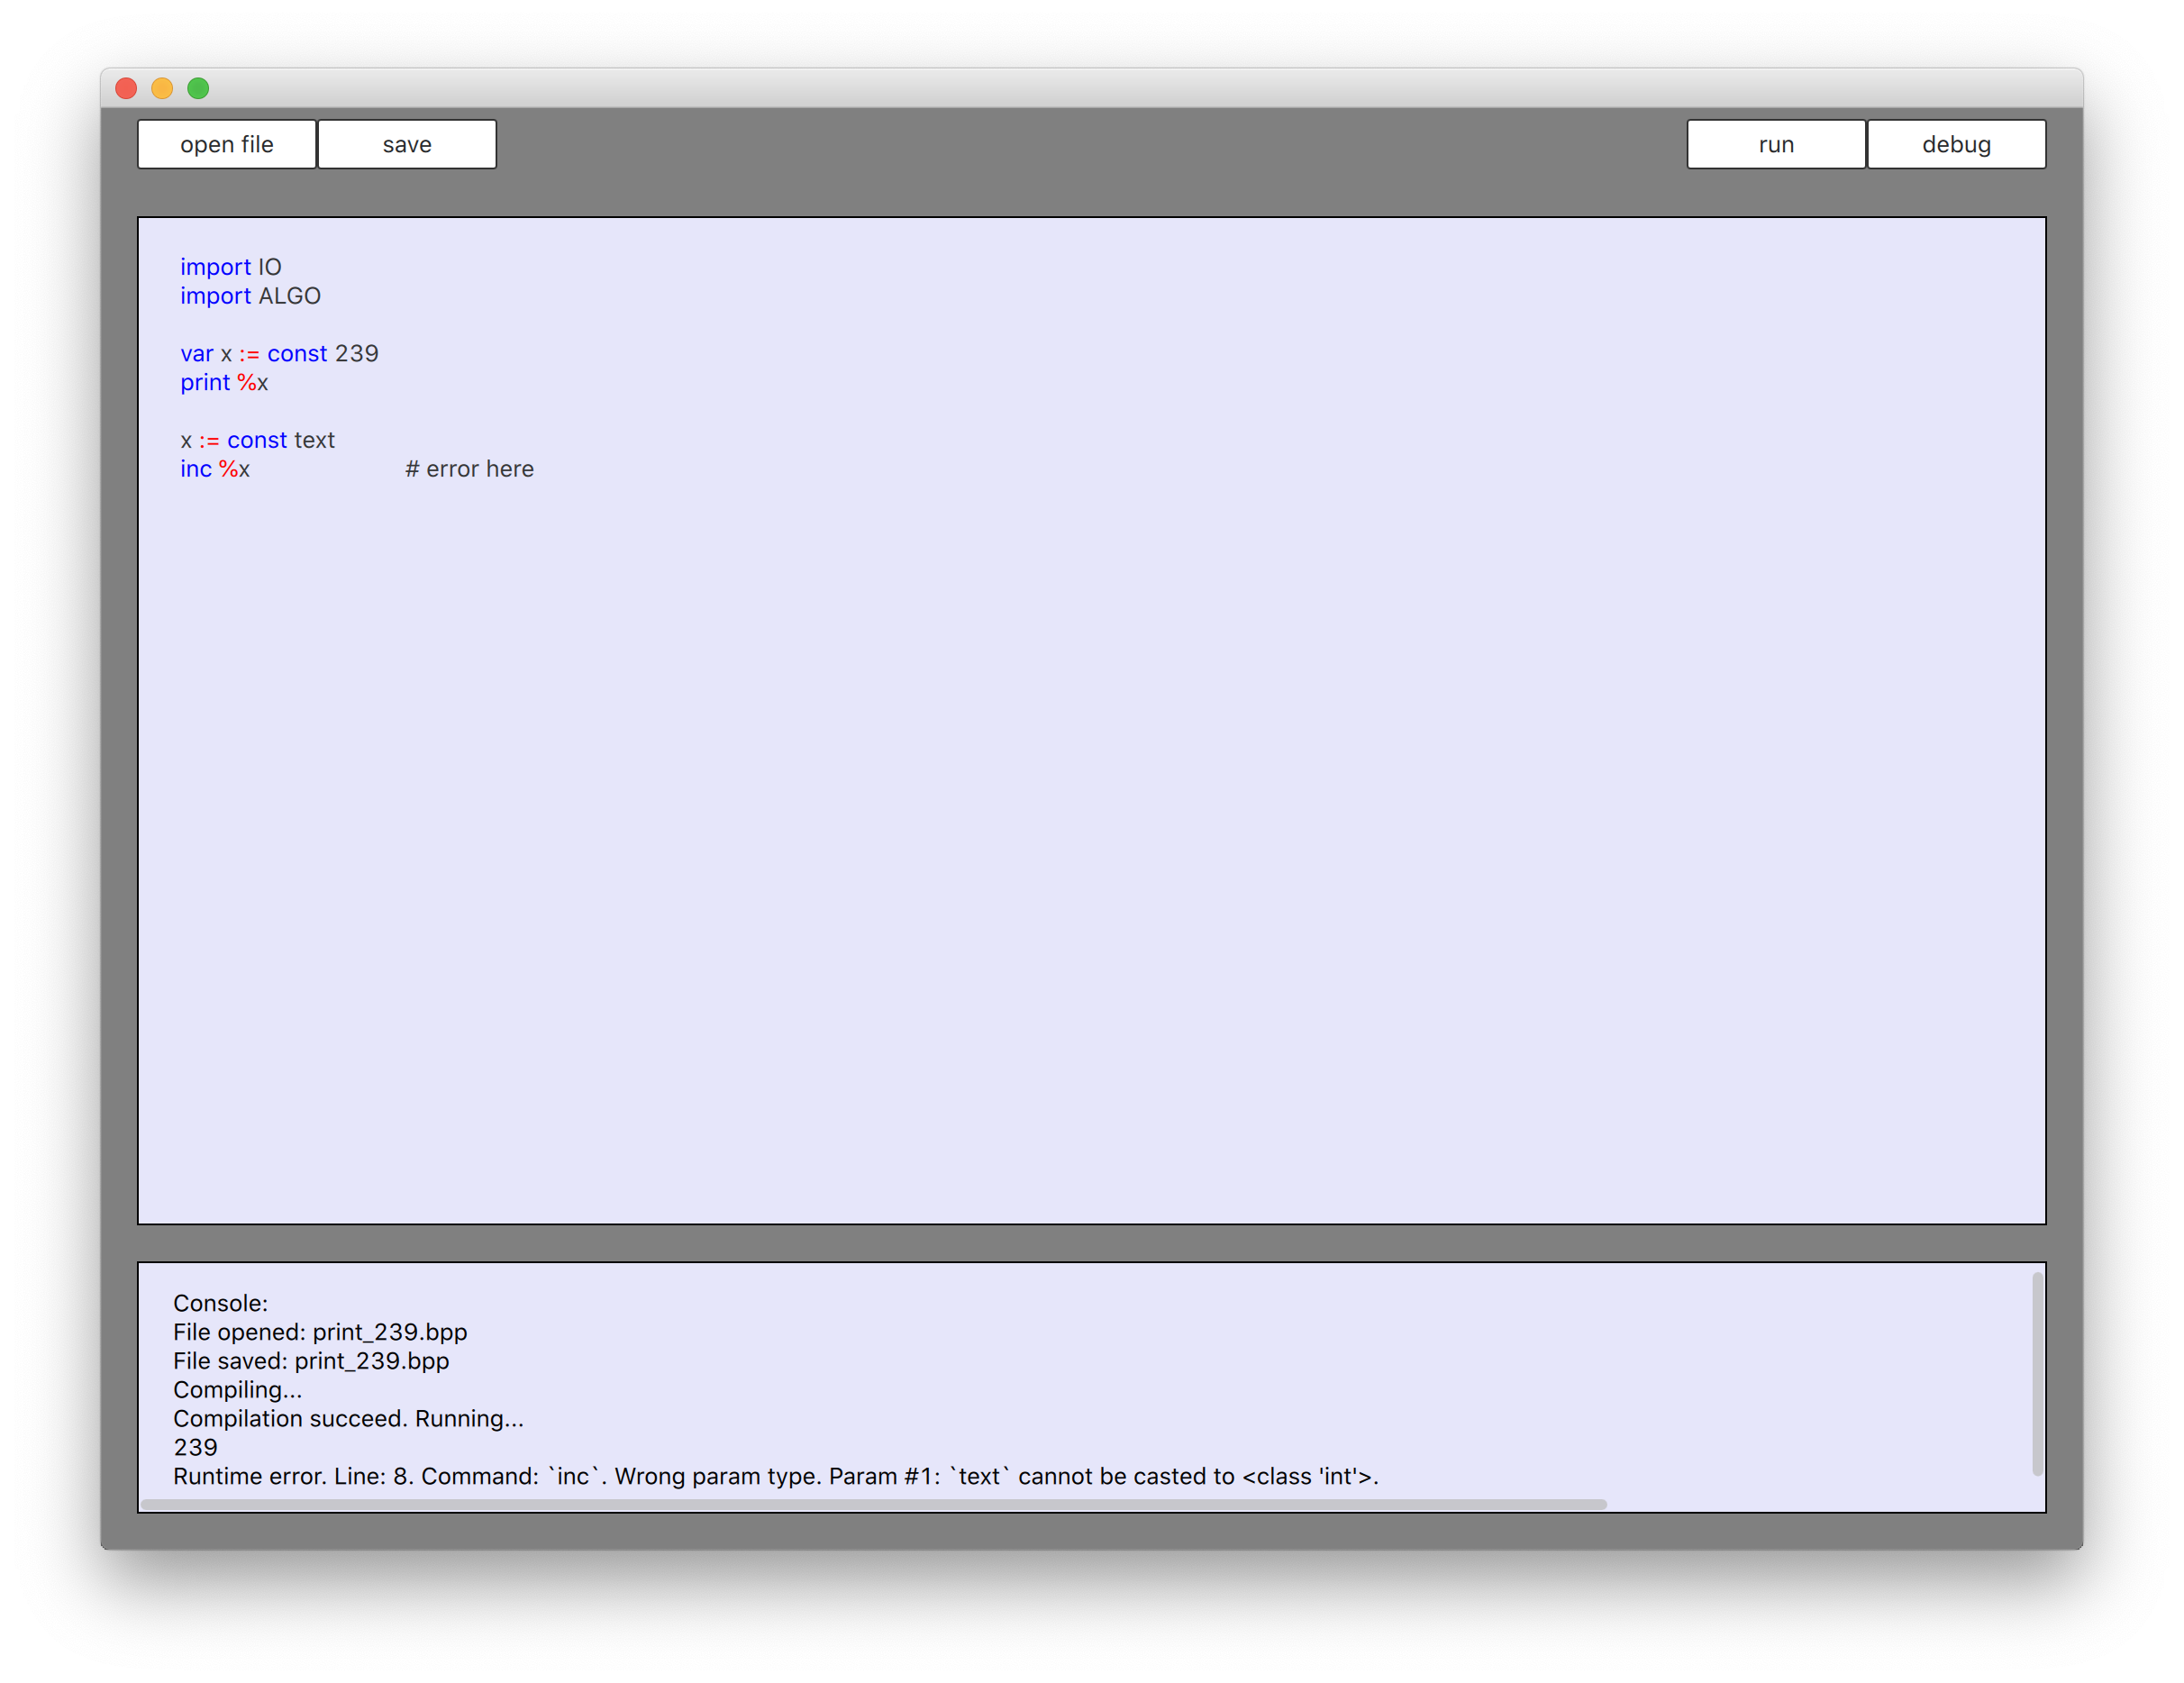 open file save run debug
import IO
import ALGO
var x := const 239
print %x
x := const text
inc %x # error here
Console:
File opened: print_239.bpp
File saved: print_239.bpp
Compiling...
Compilation succeed. Running...
239
Runtime error. Line: 8. Command: `inc`. Wrong param type. Param #1: `text` cannot be casted to <class 'int'>.